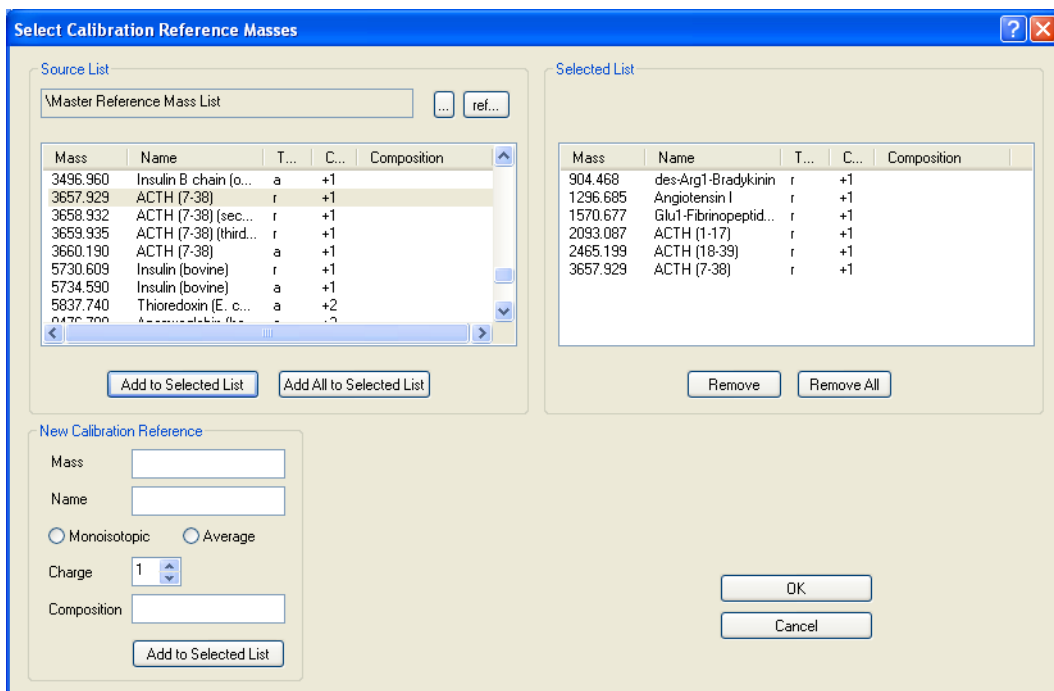 Select Calibration Reference Masses
Source List
\Master Reference Mass List
...
ref...
Mass Name T... C... Composition
3496.960 Insulin B chain (o... a +1
3657.929 ACTH (7-38) r +1
3658.932 ACTH (7-38) (sec... r +1
3659.935 ACTH (7-38) (third... r +1
3660.190 ACTH (7-38) a +1
5730.609 Insulin (bovine) r +1
5734.590 Insulin (bovine) a +1
5837.740 Thioredoxin (E. c... a +2
Add to Selected List
Add All to Selected List
Selected List
Mass Name T... C... Composition
904.468 des-Arg1-Bradykinin r +1
1296.685 Angiotensin I r +1
1570.677 Glu1-Fibrinopeptid... r +1
2093.087 ACTH (1-17) r +1
2465.199 ACTH (18-39) r +1
3657.929 ACTH (7-38) r +1
Remove
Remove All
New Calibration Reference
Mass
Name
Monoisotopic
Average
Charge 1
Composition
Add to Selected List
OK
Cancel